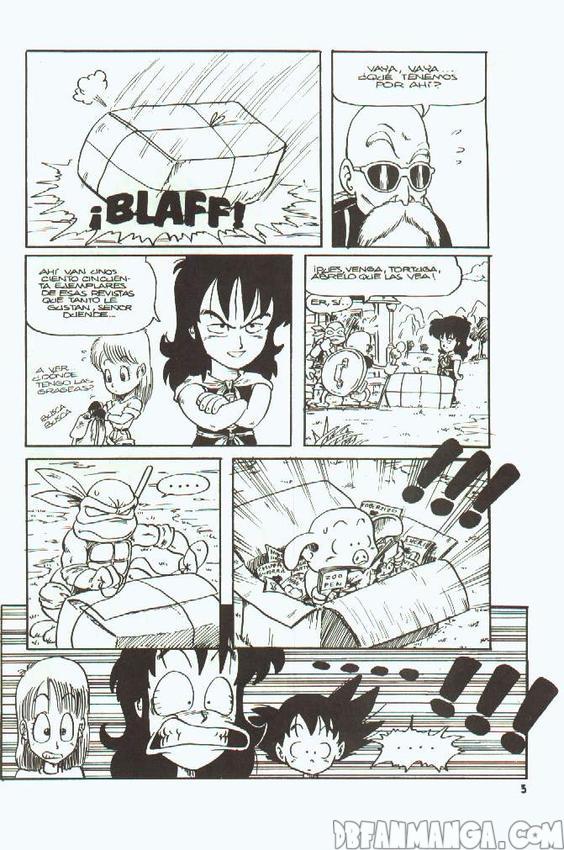 VAYA, VAYA...
¿QUÉ TENEMOS
POR AHÍ?
¡BLAFF!
AHÍ VAN UNOS
CIENTO CINCUEN-
TA EJEMPLARES
DE ESAS REVISTAS
QUE TANTO LE
GUSTAN, SEÑOR
DUENDE...
A VER
¿DÓNDE
TENGO LAS
GRAGEAS?
BUSCA
BUSCA
¡PUES, VENGA, TORTUGA,
ÁBRELO QUE LAS VEA!
ER, SÍ...
....
!!!
ZOO
PEN
- - - - !!!
.....
5
DBFANMANGA.COM